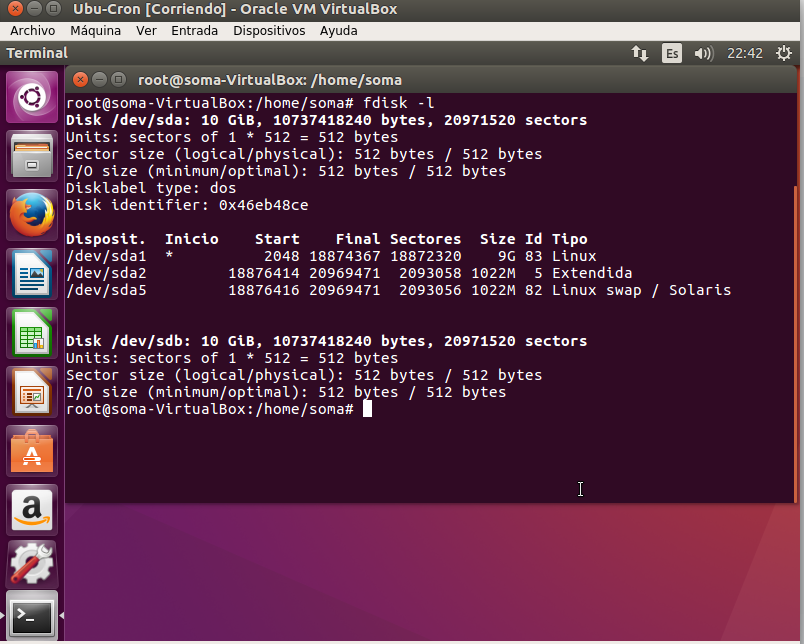 Ubu-Cron [Corriendo] - Oracle VM VirtualBox
Archivo Máquina Ver Entrada Dispositivos Ayuda
Terminal Es 22:42
root@soma-VirtualBox: /home/soma
root@soma-VirtualBox:/home/soma# fdisk -l
Disk /dev/sda: 10 GiB, 10737418240 bytes, 20971520 sectors
Units: sectors of 1 * 512 = 512 bytes
Sector size (logical/physical): 512 bytes / 512 bytes
I/O size (minimum/optimal): 512 bytes / 512 bytes
Disklabel type: dos
Disk identifier: 0x46eb48ce
Disposit. Inicio Start Final Sectores Size Id Tipo
/dev/sda1 * 2048 18874367 18872320 9G 83 Linux
/dev/sda2 18876414 20969471 2093058 1022M 5 Extendida
/dev/sda5 18876416 20969471 2093056 1022M 82 Linux swap / Solaris
Disk /dev/sdb: 10 GiB, 10737418240 bytes, 20971520 sectors
Units: sectors of 1 * 512 = 512 bytes
Sector size (logical/physical): 512 bytes / 512 bytes
I/O size (minimum/optimal): 512 bytes / 512 bytes
root@soma-VirtualBox:/home/soma#
A
a
>_